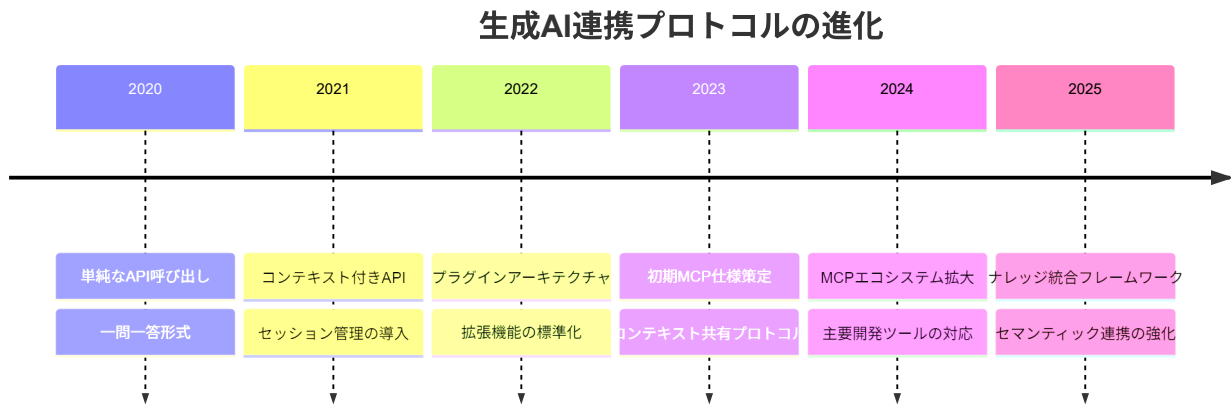 生成AI連携プロトコルの進化
2020
2021
2022
2023
2024
2025
単純なAPI呼び出し
コンテキスト付きAPI
プラグインアーキテクチャ
初期MCP仕様策定
MCPエコシステム拡大
ナレッジ統合フレームワーク
一問一答形式
セッション管理の導入
拡張機能の標準化
コンテキスト共有プロトコル
主要開発ツールの対応
セマンティック連携の強化